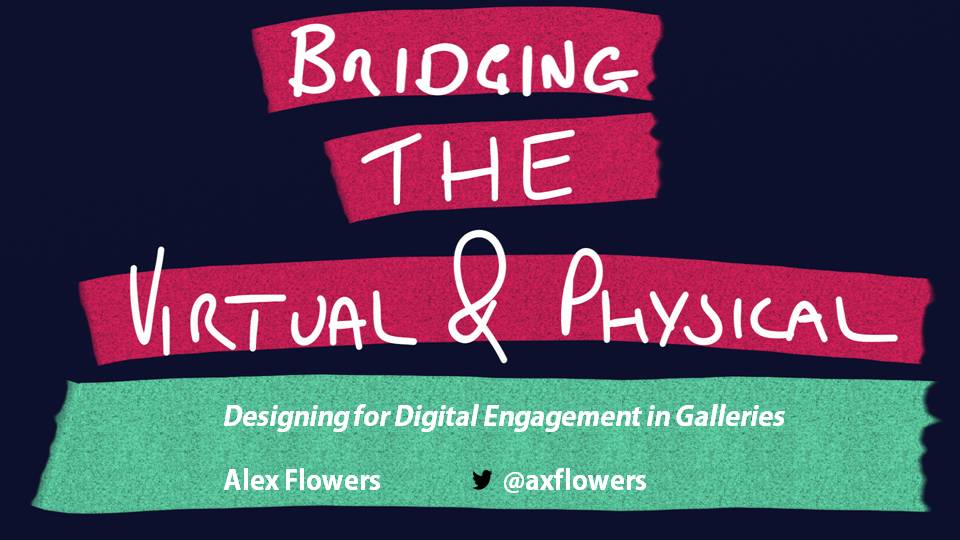 BRIDGING
THE
VIRTUAL & PHYSICAL
Designing for Digital Engagement in Galleries
Alex Flowers @axflowers